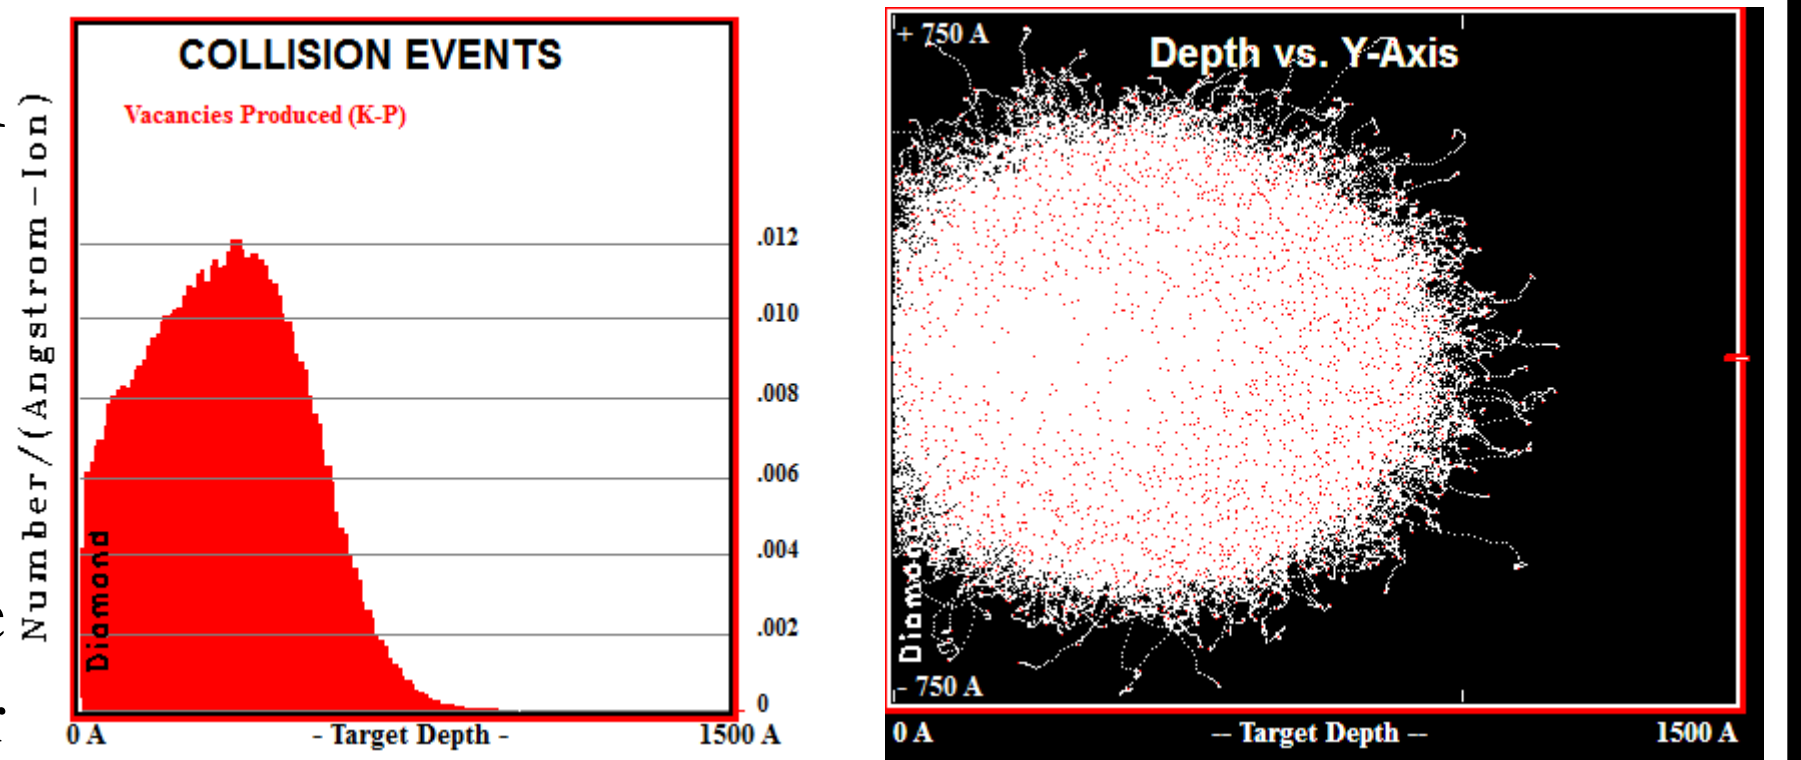 COLLISION EVENTS
Vacancies Produced (K-P)
Number/(Angstrom-Ion)
.012
.010
.008
.006
.004
.002
0
Diamond
0 A
- Target Depth -
1500 A
+ 750 A
Depth vs. Y-Axis
Diamond
- 750 A
0 A
-- Target Depth --
1500 A